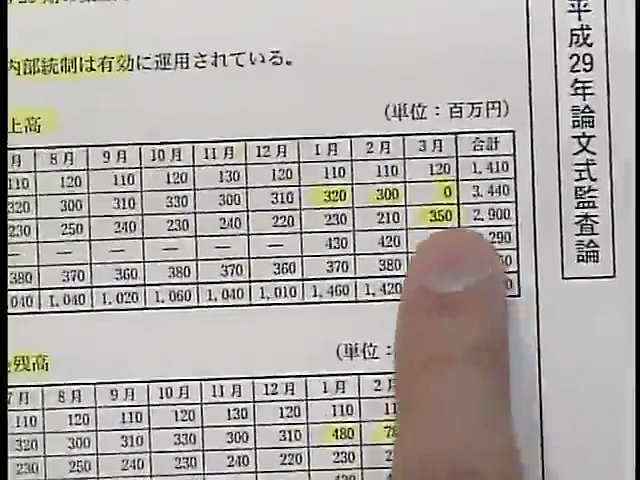 内部統制は有効に運用されている。
上高
(単位：百万円)
月 8月 9月 10月 11月 12月 1月 2月 3月 合計
110 120 110 120 130 120 110 110 120 1,410
320 300 310 330 300 310 320 300 0 3,440
230 250 240 230 240 220 230 210 350 2,900
— — — — — — 430 420 290
380 370 360 380 370 360 370 380
040 1,040 1,020 1,060 1,040 1,010 1,460 1,420
残高
(単位：
7月 8月 9月 10月 11月 12月 1月 2月
110 120 110 120 130 120 110
320 300 310 330 300 310 480
230 250 240 230 240 220 230
平成29年論文式監査論